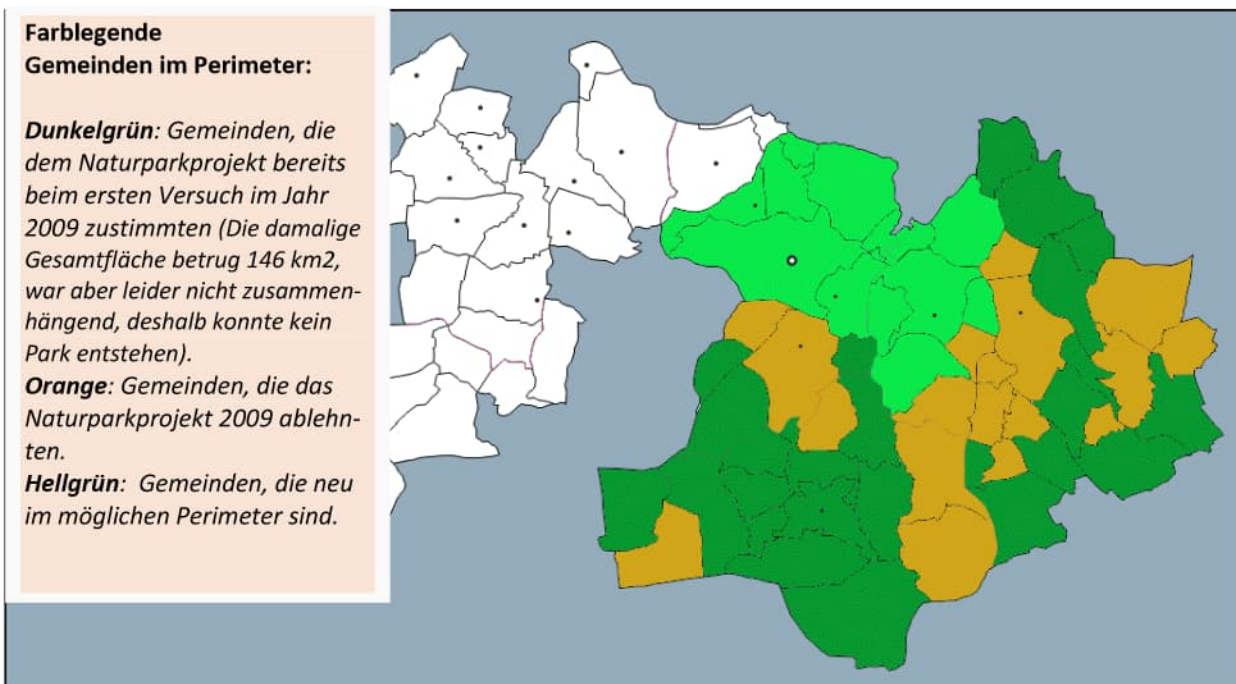 Farblegende
Gemeinden im Perimeter:
Dunkelgrün: Gemeinden, die
dem Naturparkprojekt bereits
beim ersten Versuch im Jahr
2009 zustimmten (Die damalige
Gesamtfläche betrug 146 km2,
war aber leider nicht zusammen-
hängend, deshalb konnte kein
Park entstehen).
Orange: Gemeinden, die das
Naturparkprojekt 2009 ablehn-
ten.
Hellgrün: Gemeinden, die neu
im möglichen Perimeter sind.